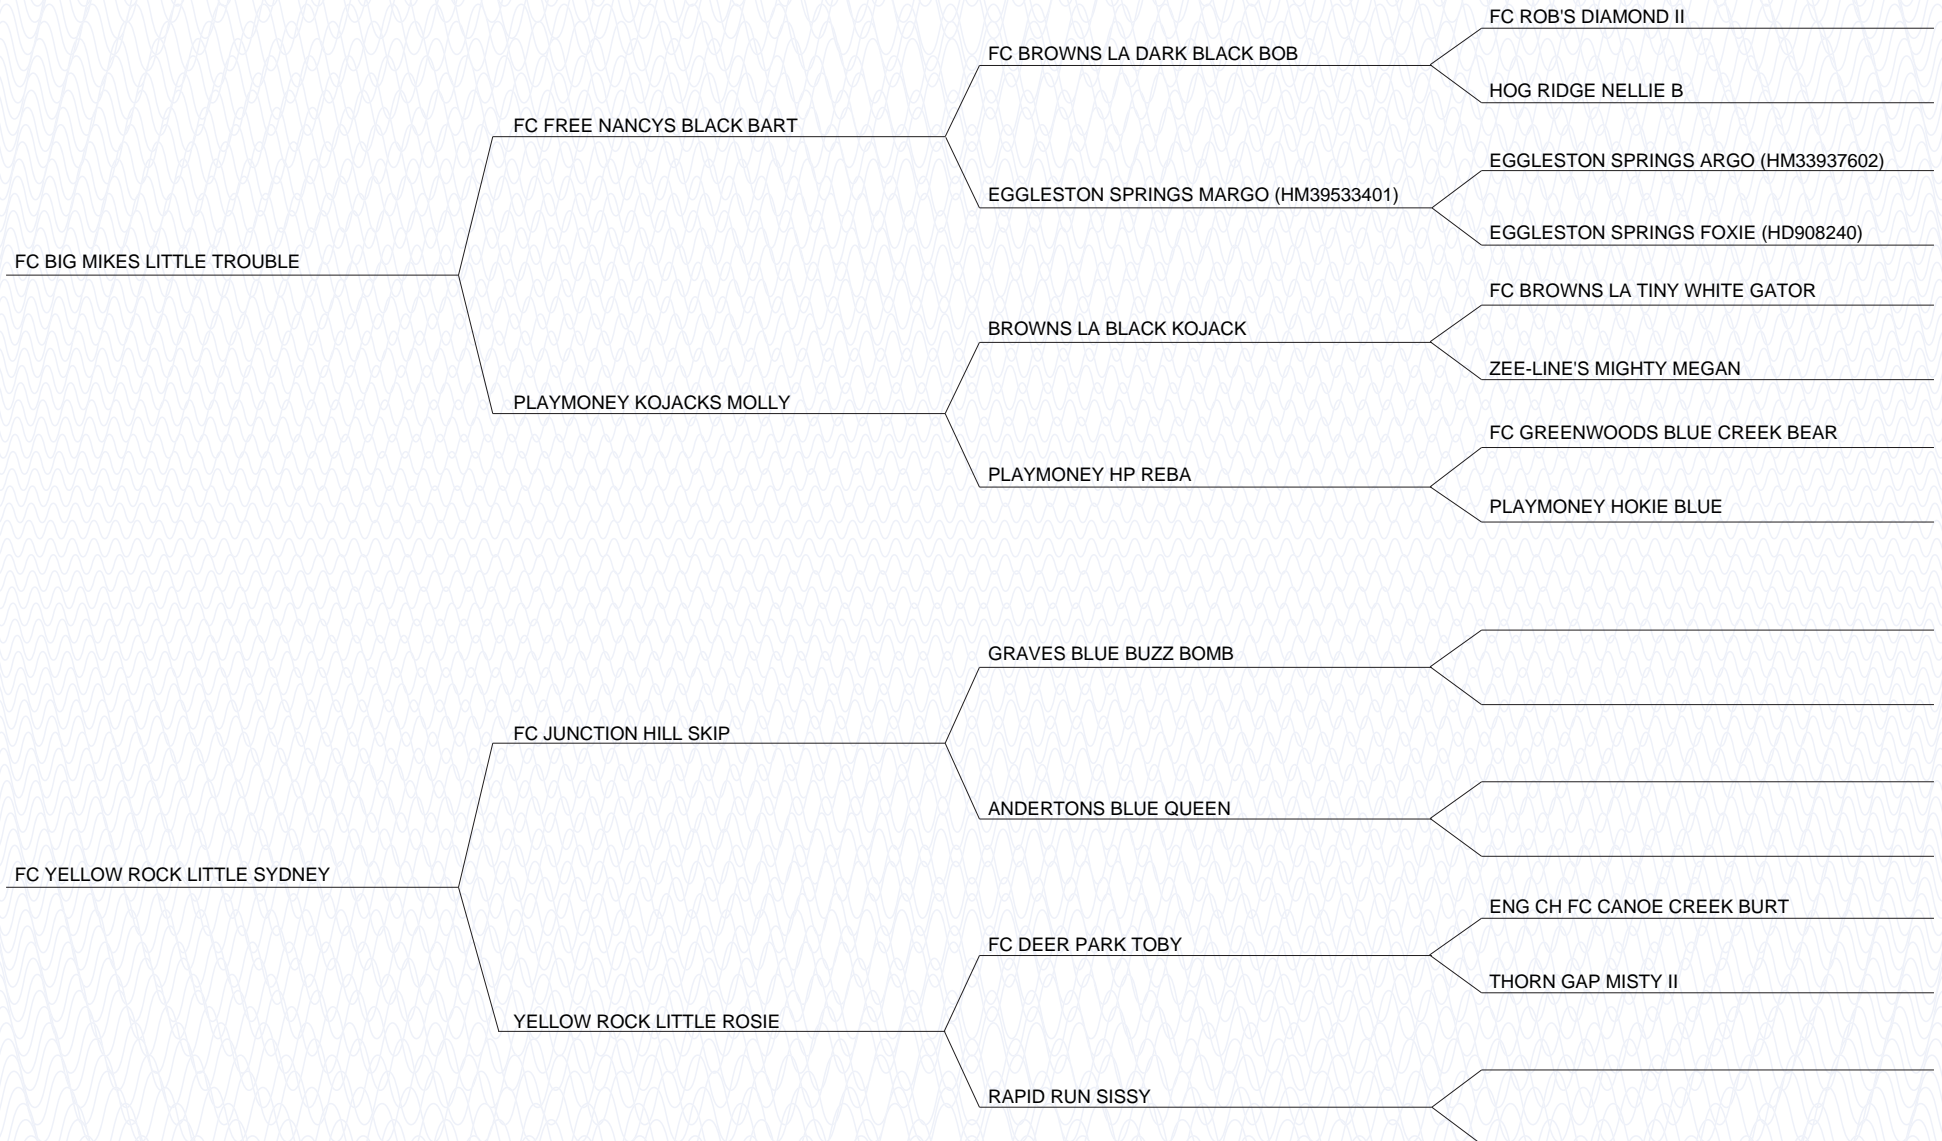 FC ROB'S DIAMOND II
FC BROWNS LA DARK BLACK BOB
HOG RIDGE NELLIE B
FC FREE NANCYS BLACK BART
EGGLESTON SPRINGS ARGO (HM33937602)
EGGLESTON SPRINGS MARGO (HM39533401)
EGGLESTON SPRINGS FOXIE (HD908240)
FC BIG MIKES LITTLE TROUBLE
FC BROWNS LA TINY WHITE GATOR
BROWNS LA BLACK KOJACK
ZEE-LINE'S MIGHTY MEGAN
PLAYMONEY KOJACKS MOLLY
FC GREENWOODS BLUE CREEK BEAR
PLAYMONEY HP REBA
PLAYMONEY HOKIE BLUE
GRAVES BLUE BUZZ BOMB
FC JUNCTION HILL SKIP
ANDERTONS BLUE QUEEN
FC YELLOW ROCK LITTLE SYDNEY
ENG CH FC CANOE CREEK BURT
FC DEER PARK TOBY
THORN GAP MISTY II
YELLOW ROCK LITTLE ROSIE
RAPID RUN SISSY